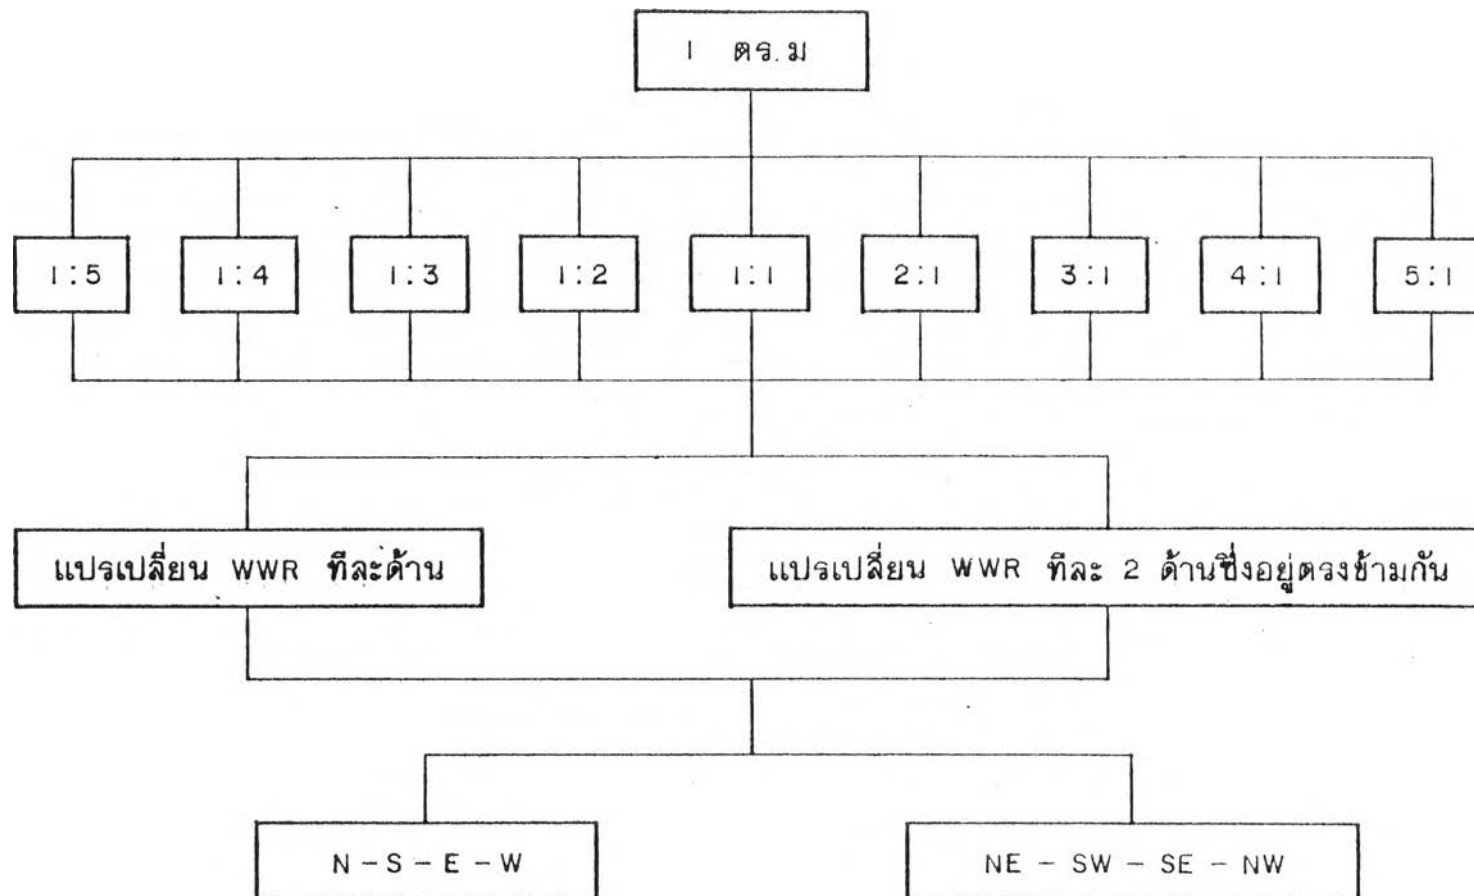 1 ตร.ม
1:5 1:4 1:3 1:2 1:1 2:1 3:1 4:1 5:1
แปรเปลี่ยน WWR ทีละด้าน แปรเปลี่ยน WWR ทีละ 2 ด้านซึ่งอยู่ตรงข้ามกัน
N - S - E - W NE - SW - SE - NW